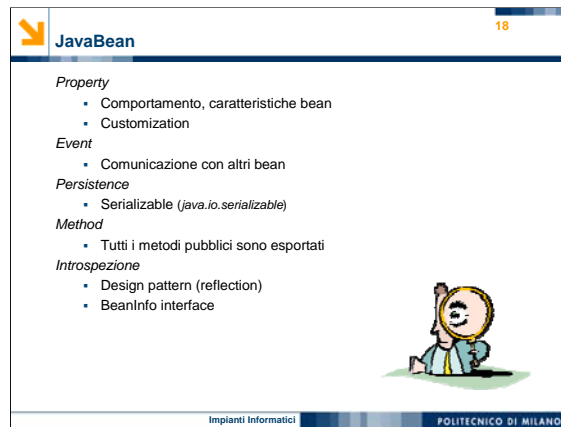 18
JavaBean
Property
▪ Comportamento, caratteristiche bean
▪ Customization
Event
▪ Comunicazione con altri bean
Persistence
▪ Serializable (java.io.serializable)
Method
▪ Tutti i metodi pubblici sono esportati
Introspezione
▪ Design pattern (reflection)
▪ BeanInfo interface
Impianti Informatici
POLITECNICO DI MILANO